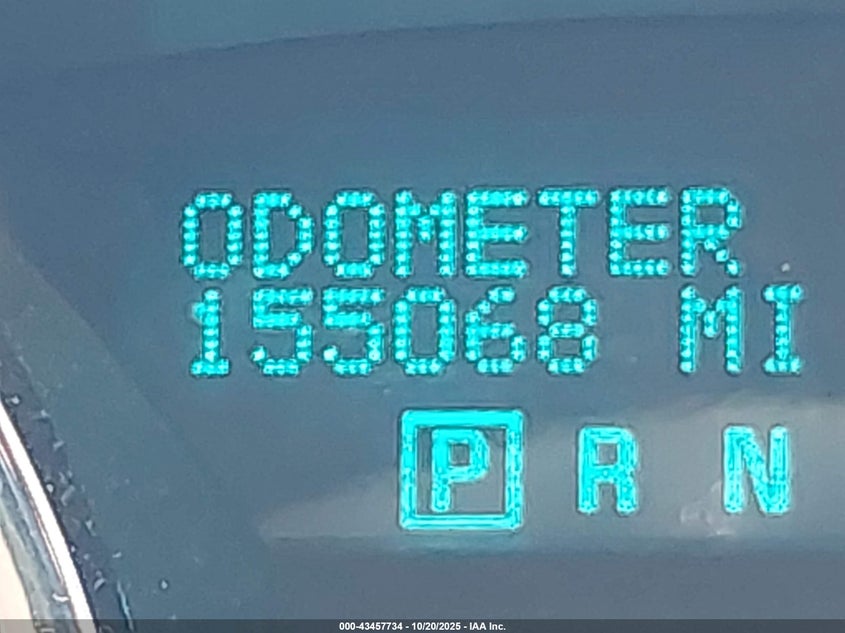 ODOMETER
155068 MI
P R N
000-43457734 - 10/20/2025 - IAA Inc.